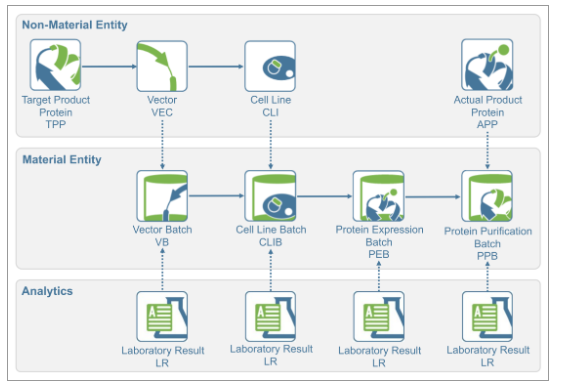 Non-Material Entity
Target Product
Protein
TPP
Vector
VEC
Cell Line
CLI
Actual Product
Protein
APP
Material Entity
Vector Batch
VB
Cell Line Batch
CLIB
Protein Expression
Batch
PEB
Protein Purification
Batch
PPB
Analytics
A
Laboratory Result
LR
A
Laboratory Result
LR
A
Laboratory Result
LR
A
Laboratory Result
LR